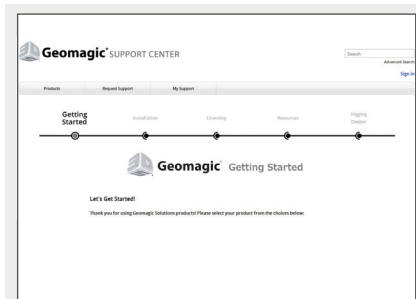 Geomagic® SUPPORT CENTER
Search
Advanced Search
Sign in
Products Request Support My Support
Getting Started
Installation
Licensing
Resources
Digging Deeper
Geomagic® Getting Started
Let's Get Started!
Thank you for using Geomagic Solutions products! Please select your product from the choices below: